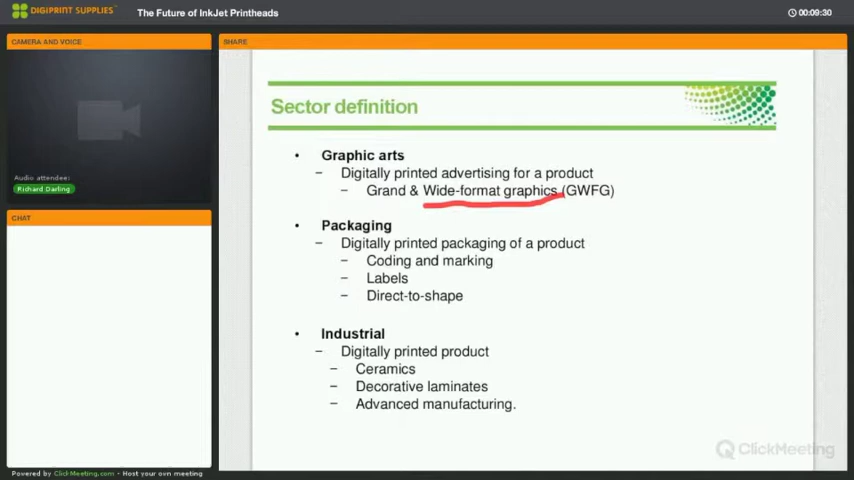 DIGIPRINT SUPPLIES
The Future of InkJet Printheads
00:09:30
CAMERA AND VOICE
Audio attendee:
Richard Darling
CHAT
SHARE
Sector definition
• Graphic arts
– Digitally printed advertising for a product
– Grand & Wide-format graphics (GWFG)
• Packaging
– Digitally printed packaging of a product
– Coding and marking
– Labels
– Direct-to-shape
• Industrial
– Digitally printed product
– Ceramics
– Decorative laminates
– Advanced manufacturing.
ClickMeeting
Powered by ClickMeeting.com - Host your own meeting